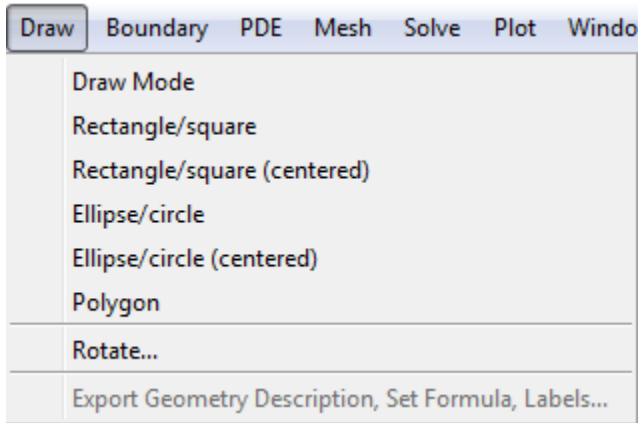 Draw Boundary PDE Mesh Solve Plot Windo
Draw Mode
Rectangle/square
Rectangle/square (centered)
Ellipse/circle
Ellipse/circle (centered)
Polygon
Rotate...
Export Geometry Description, Set Formula, Labels...